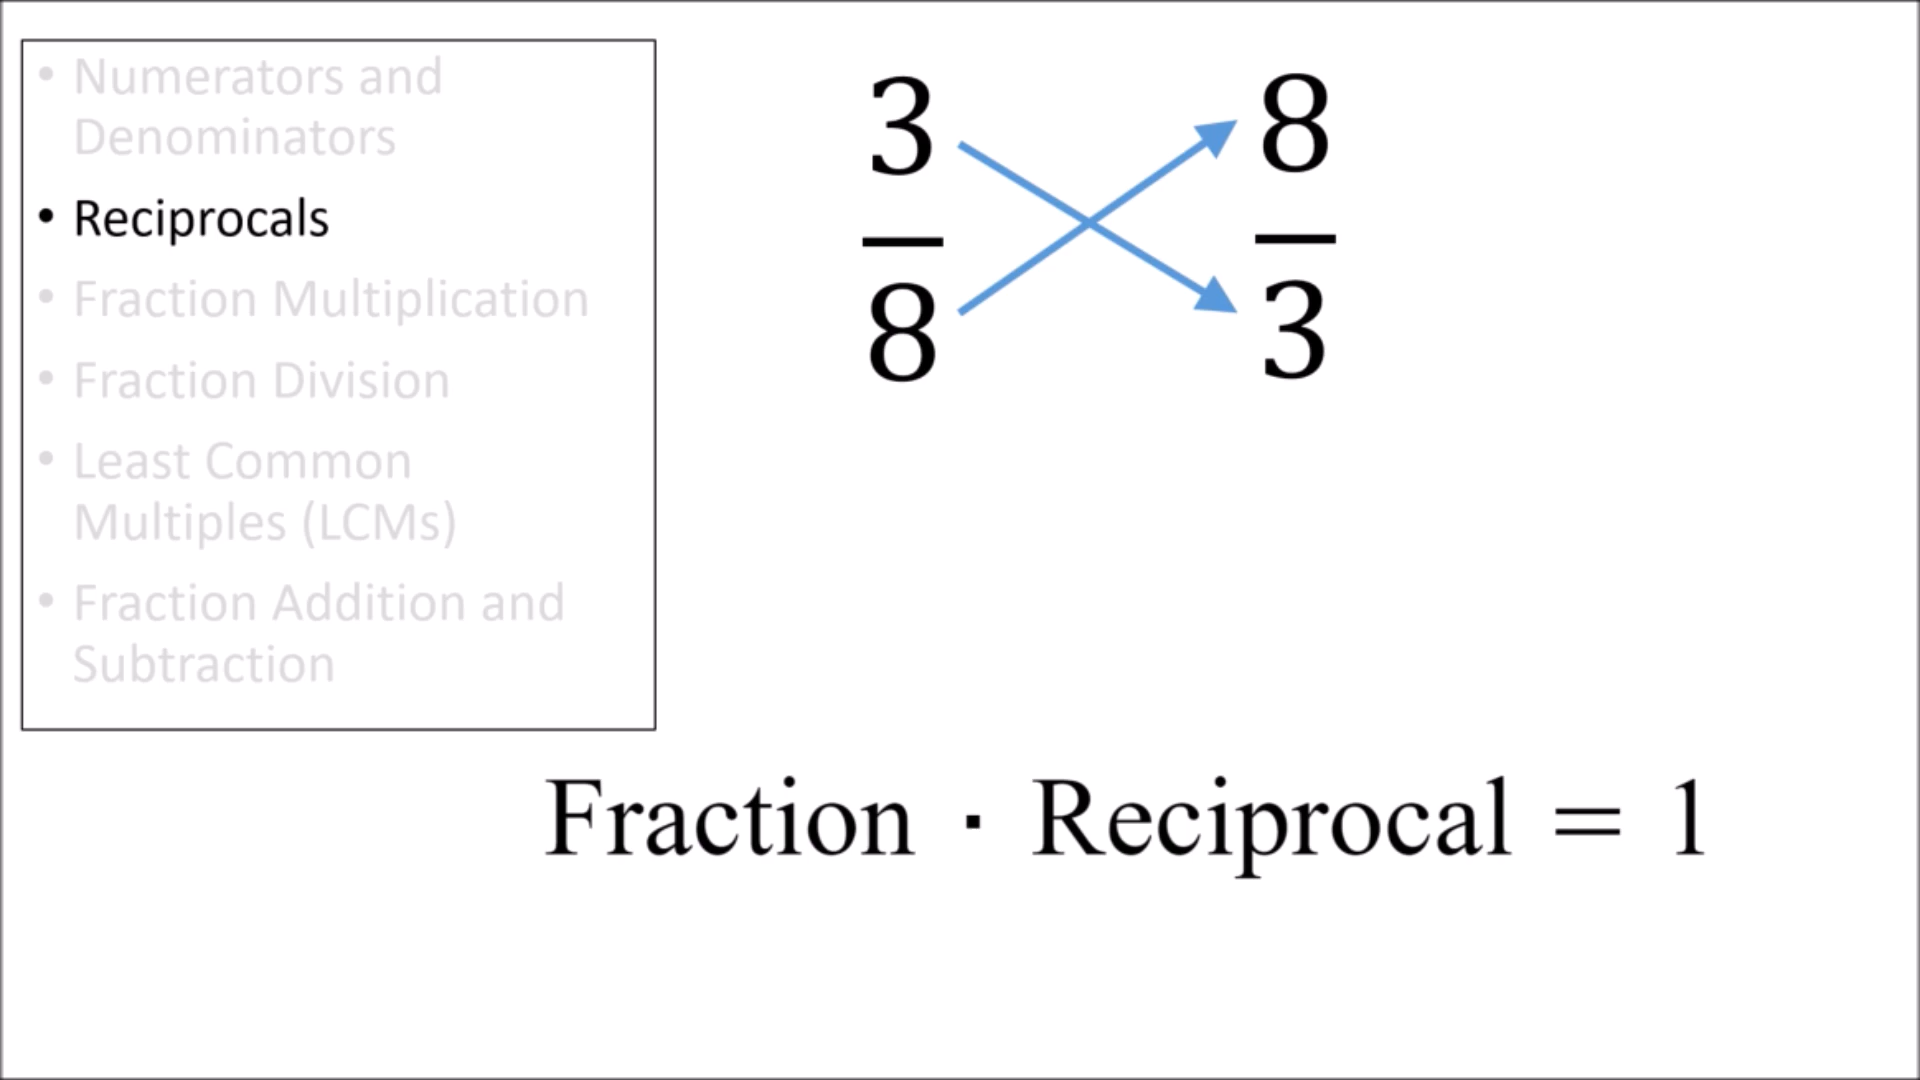 • Numerators and
Denominators
• Reciprocals
• Fraction Multiplication
• Fraction Division
• Least Common
Multiples (LCMs)
• Fraction Addition and
Subtraction
3 8
8 3
Fraction · Reciprocal = 1